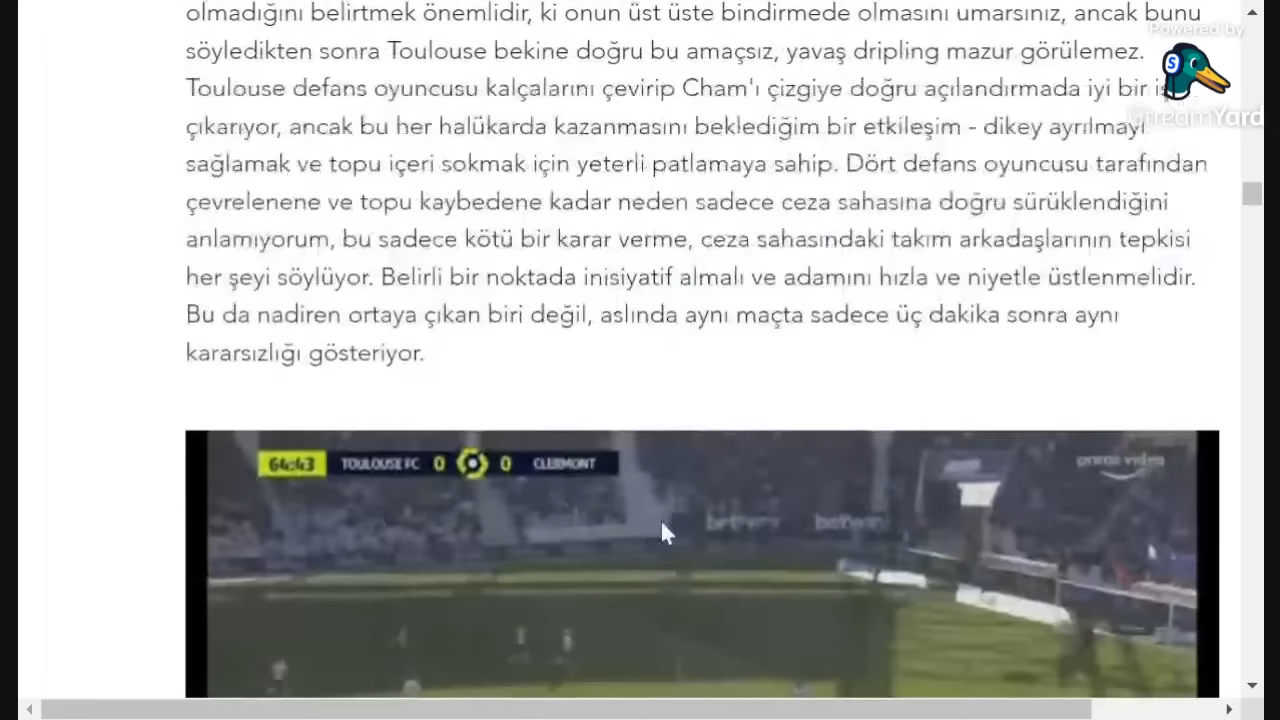 olmadığını belirtmek önemlidir, ki onun üst üste bindirmede olmasını umarsınız, ancak bunu
söyledikten sonra Toulouse bekine doğru bu amaçsız, yavaş dripling mazur görülemez.
Toulouse defans oyuncusu kalçalarını çevirip Cham'ı çizgiye doğru açılandırmada iyi bir
çıkarıyor, ancak bu her halükarda kazanmasını beklediğim bir etkileşim - dikey ayrılmayı
sağlamak ve topu içeri sokmak için yeterli patlamaya sahip. Dört defans oyuncusu tarafından
çevrelenene ve topu kaybedene kadar neden sadece ceza sahasına doğru sürüklendiğini
anlamıyorum, bu sadece kötü bir karar verme, ceza sahasındaki takım arkadaşlarının tepkisi
her şeyi söylüyor. Belirli bir noktada inisiyatif almalı ve adamını hızla ve niyetle üstlenmelidir.
Bu da nadiren ortaya çıkan biri değil, aslında aynı maçta sadece üç dakika sonra aynı
kararsızlığı gösteriyor.
Powered by
S
StreamYard
64:43 TOULOUSE FC 0 0 CLERMONT
prime video